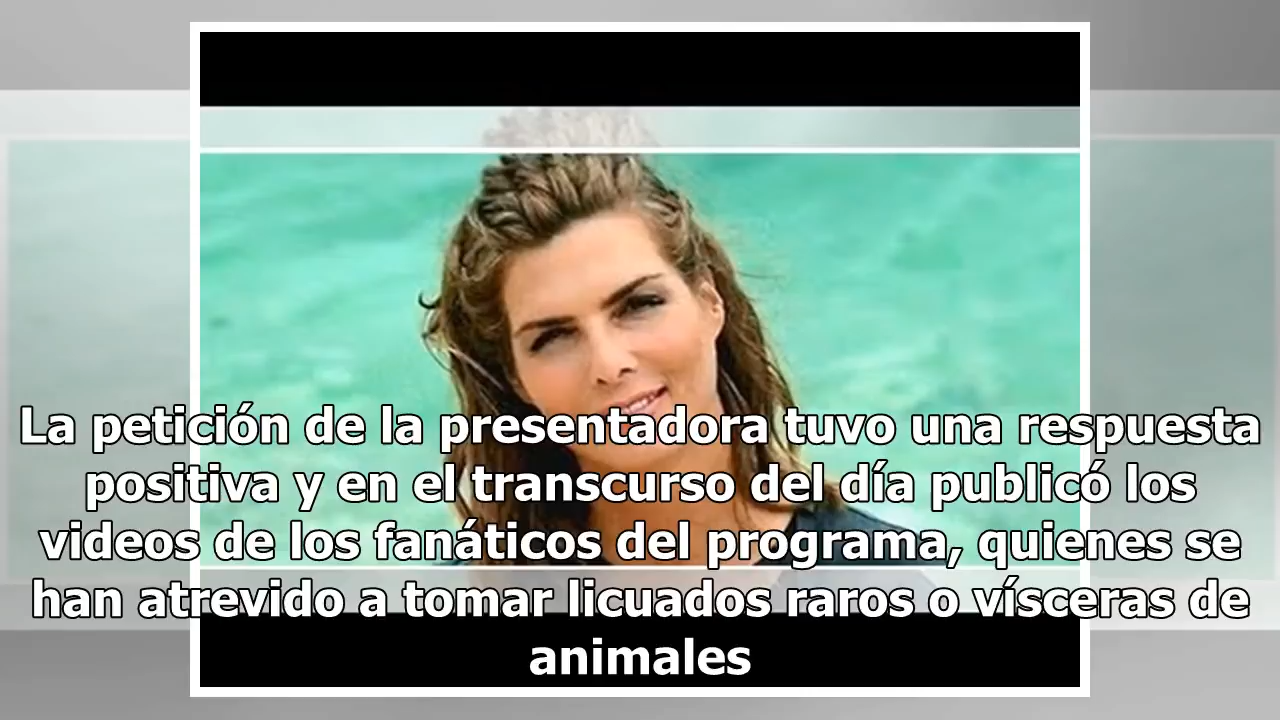 La petición de la presentadora tuvo una respuesta
positiva y en el transcurso del día publicó los
videos de los fanáticos del programa, quienes se
han atrevido a tomar licuados raros o vísceras de
animales